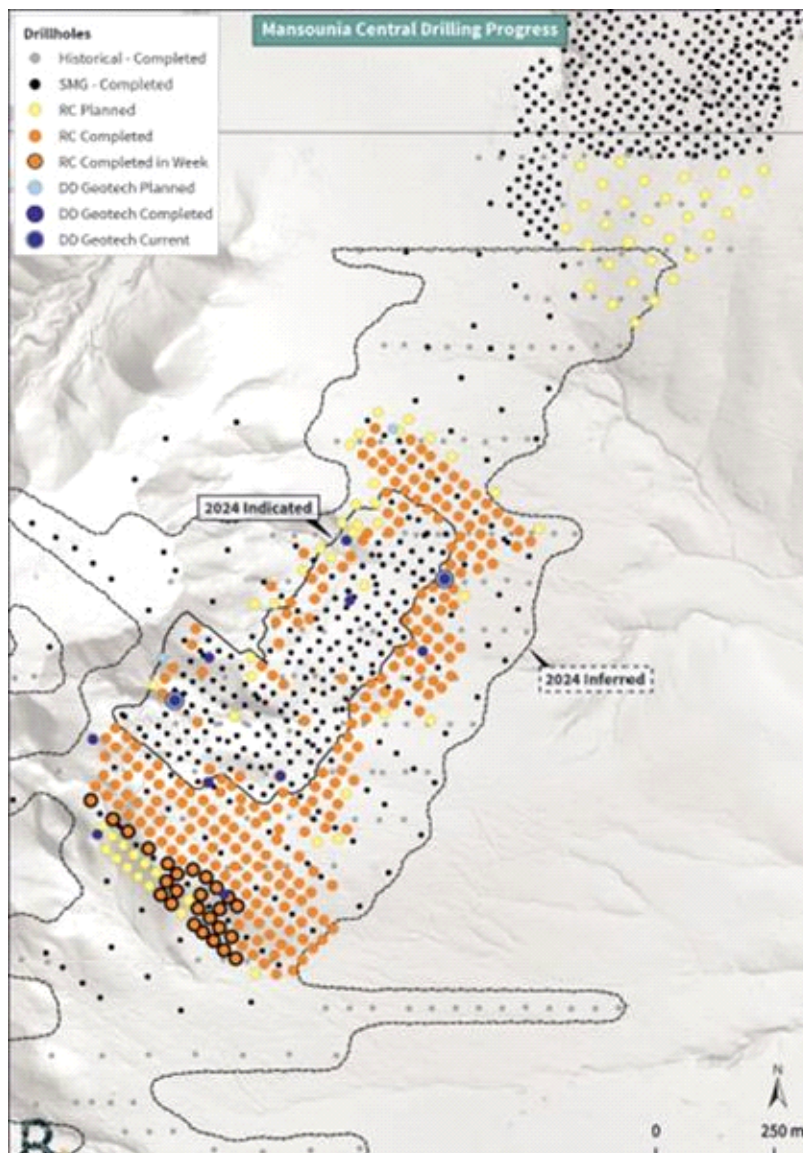 Mansounia Central Drilling Progress
Drillholes
Historical - Completed
SMG - Completed
RC Planned
RC Completed
RC Completed in Week
DD Geotech Planned
DD Geotech Completed
DD Geotech Current
2024 Indicated
2024 Inferred
N
0 250 m
B